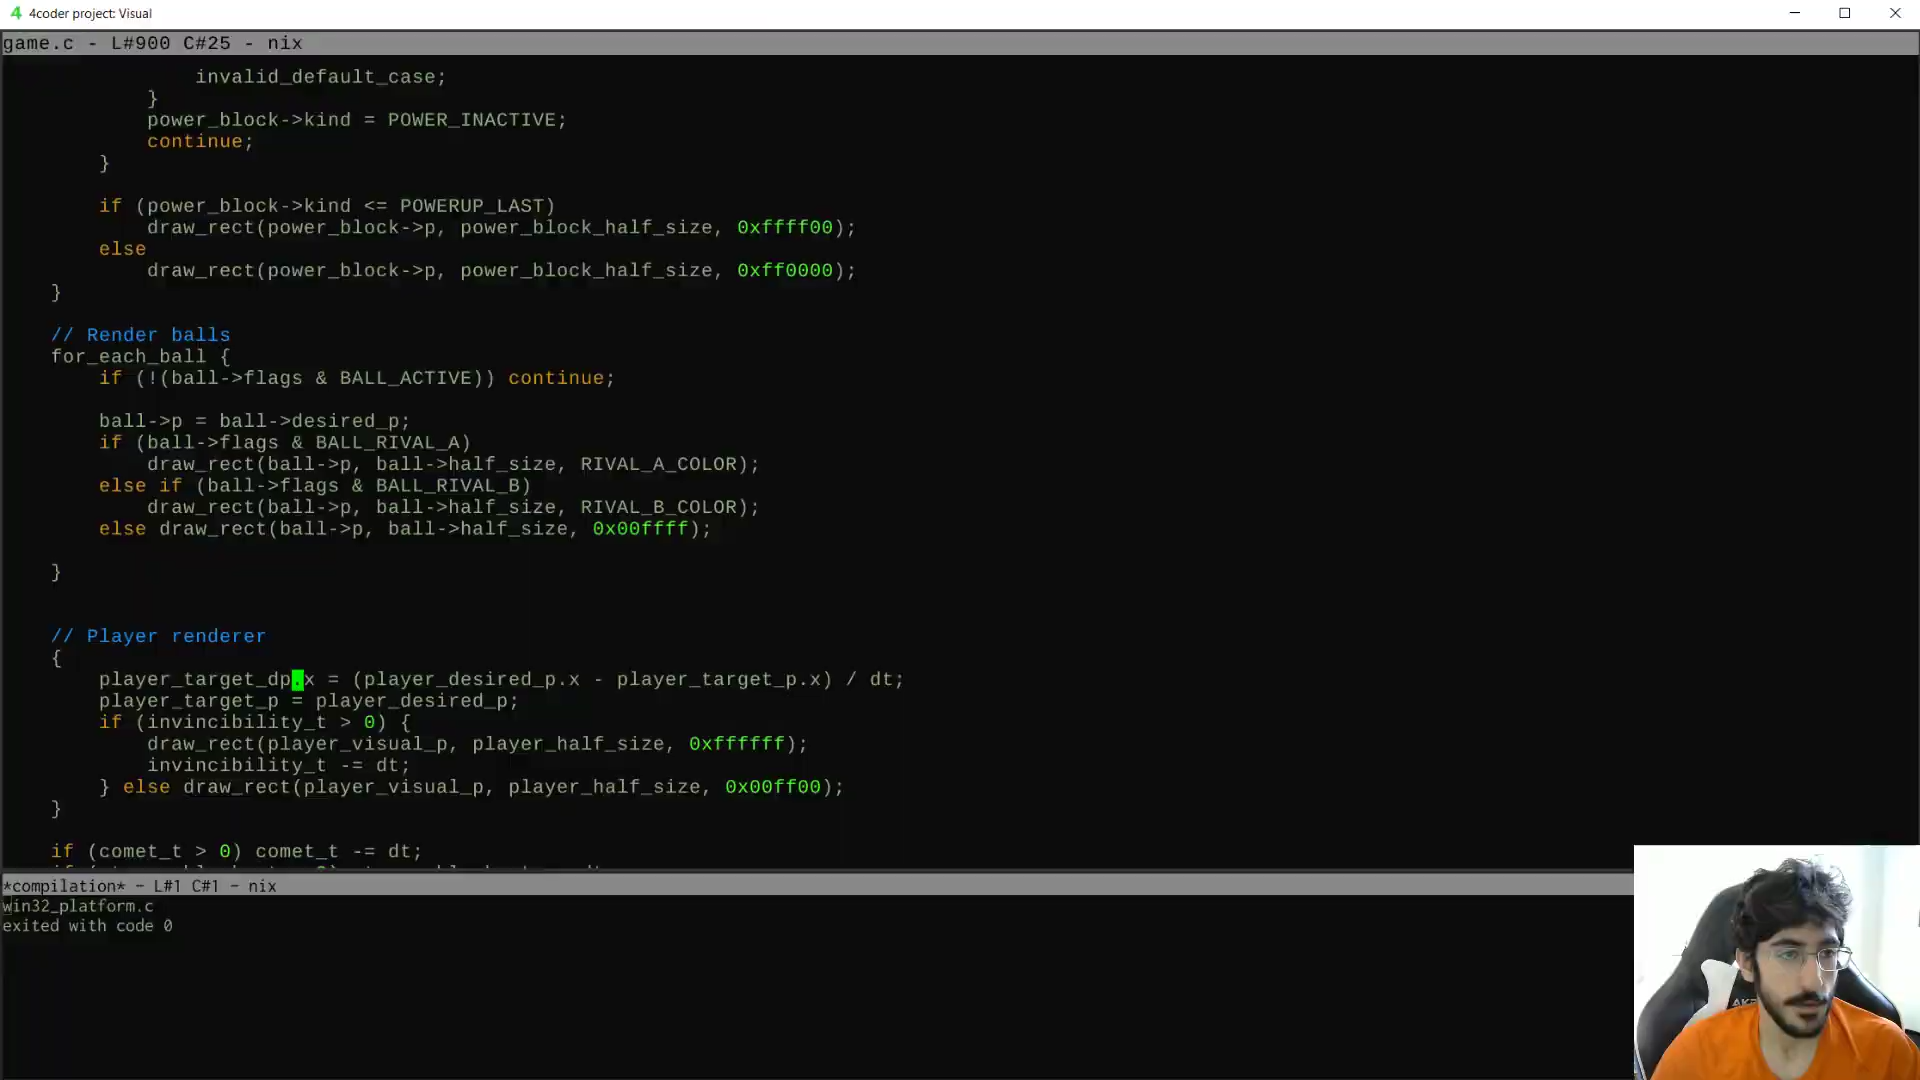 4coder project: Visual
game.c - L#900 C#25 - nix
invalid_default_case;
}
power_block->kind = POWER_INACTIVE;
continue;
}
if (power_block->kind <= POWERUP_LAST)
draw_rect(power_block->p, power_block_half_size, 0xffff00);
else
draw_rect(power_block->p, power_block_half_size, 0xff0000);
}
// Render balls
for_each_ball {
if (!(ball->flags & BALL_ACTIVE)) continue;
ball->p = ball->desired_p;
if (ball->flags & BALL_RIVAL_A)
draw_rect(ball->p, ball->half_size, RIVAL_A_COLOR);
else if (ball->flags & BALL_RIVAL_B)
draw_rect(ball->p, ball->half_size, RIVAL_B_COLOR);
else draw_rect(ball->p, ball->half_size, 0x00ffff);
}
// Player renderer
{
player_target_dp.x = (player_desired_p.x - player_target_p.x) / dt;
player_target_p = player_desired_p;
if (invincibility_t > 0) {
draw_rect(player_visual_p, player_half_size, 0xffffff);
invincibility_t -= dt;
} else draw_rect(player_visual_p, player_half_size, 0x00ff00);
}
if (comet_t > 0) comet_t -= dt;
*compilation* - L#1 C#1 - nix
win32_platform.c
exited with code 0